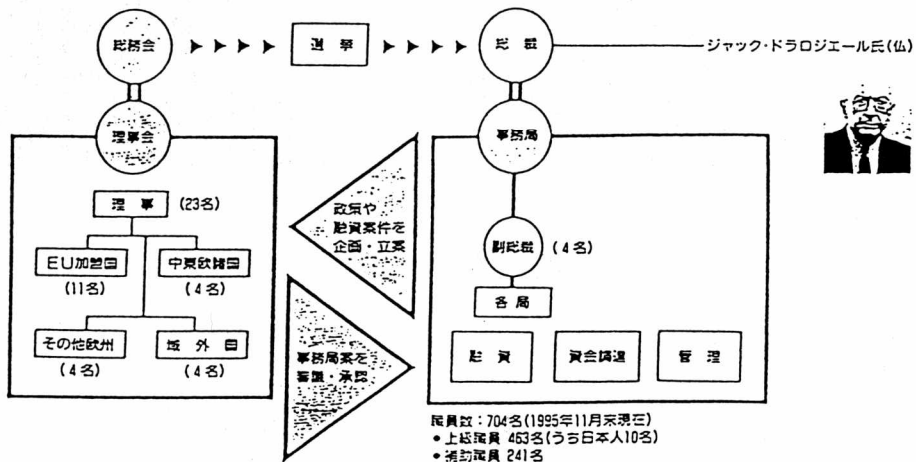 総務会
選挙
総裁
ジャック・ドラロジエール氏(仏)
理事会
事務局
理事 (23名)
政策や
融資案件を
企画・立案
副総裁 (4名)
EU加盟国
中東欧諸国
(11名)
(4名)
各局
その他欧州
域外国
(4名)
(4名)
事務局案を
審議・承認
融資
資金調達
管理
職員数:704名(1995年11月末現在)
• 上級職員 463名(うち日本人10名)
• 補助職員 241名